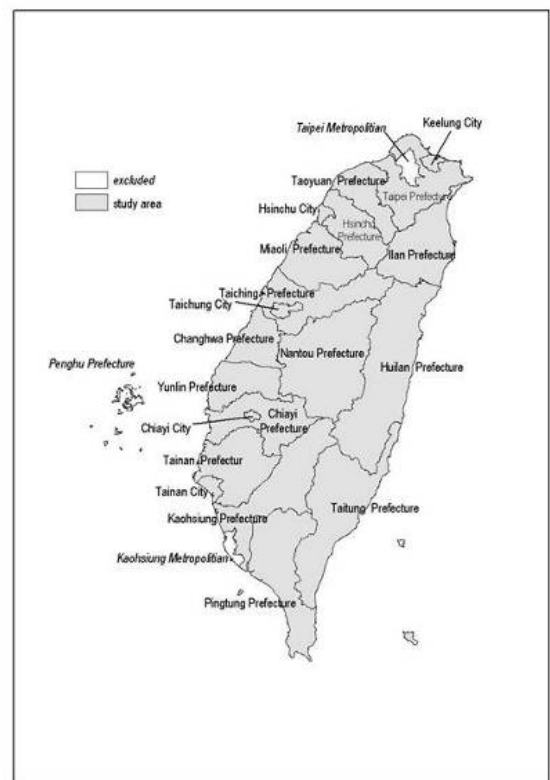 Taipei Metropolitian
Keelung City
excluded
study area
Taoyuan Prefecture
Taipei Prefecture
Hsinchu City
Hsinchu
Prefecture
Miaoli Prefecture
Ilan Prefecture
Taiching Prefecture
Taichung City
Changhwa Prefecture
Nantou Prefecture
Penghu Prefecture
Huilan Prefecture
Yunlin Prefecture
Chiayi
Prefecture
Chiayi City
Tainan Prefectur
Tainan City
Taitung Prefecture
Kaohsiung Prefecture
Kaohsiung Metropolitian
Pingtung Prefecture